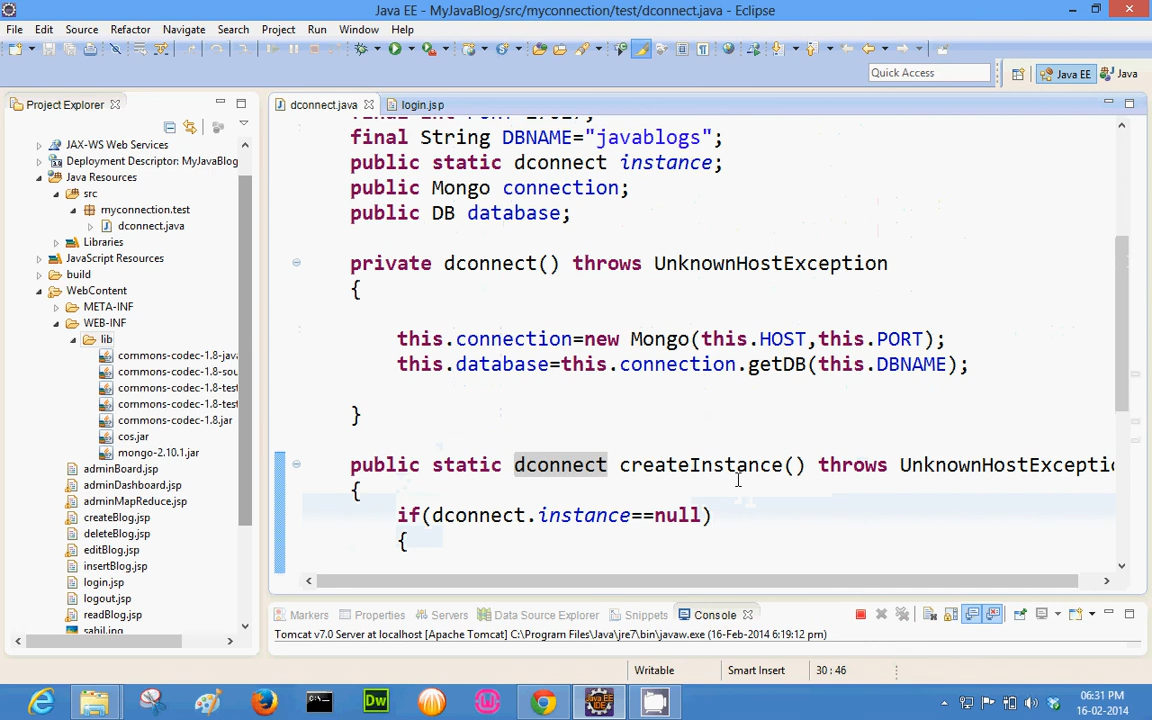 Java EE - MyJavaBlog/src/myconnection/test/dconnect.java - Eclipse
File Edit Source Refactor Navigate Search Project Run Window Help
Quick Access
Java EE
Java
Project Explorer
JAX-WS Web Services
Deployment Descriptor: MyJavaBlog
Java Resources
src
myconnection.test
dconnect.java
Libraries
JavaScript Resources
build
WebContent
META-INF
WEB-INF
lib
commons-codec-1.8-java
commons-codec-1.8-sou
commons-codec-1.8-test
commons-codec-1.8-test
commons-codec-1.8.jar
cos.jar
mongo-2.10.1.jar
adminBoard.jsp
adminDashboard.jsp
adminMapReduce.jsp
createBlog.jsp
deleteBlog.jsp
editBlog.jsp
insertBlog.jsp
login.jsp
logout.jsp
readBlog.jsp
sahil.jpg
dconnect.java
login.jsp
final String DBNAME="javablogs";
public static dconnect instance;
public Mongo connection;
public DB database;
private dconnect() throws UnknownHostException
{
this.connection=new Mongo(this.HOST,this.PORT);
this.database=this.connection.getDB(this.DBNAME);
}
public static dconnect createInstance() throws UnknownHostExceptio
{
if(dconnect.instance==null)
{
Markers Properties Servers Data Source Explorer Snippets Console
Tomcat v7.0 Server at localhost [Apache Tomcat] C:\Program Files\Java\jre7\bin\javaw.exe (16-Feb-2014 6:19:12 pm)
Writable Smart Insert 30 : 46
06:31 PM
16-02-2014